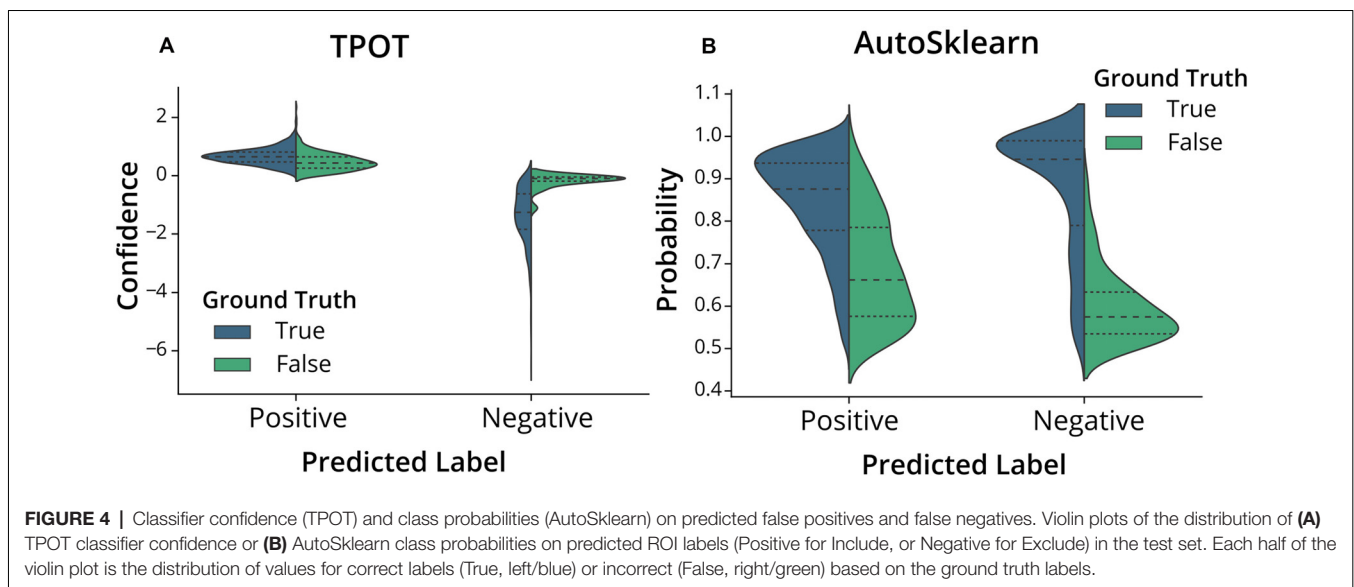 A
TPOT
Confidence
2
0
−2
−4
−6
Ground Truth
True
False
Positive
Negative
Predicted Label
B
AutoSklearn
Probability
1.1
1.0
0.9
0.8
0.7
0.6
0.5
0.4
Ground Truth
True
False
Positive
Negative
Predicted Label
FIGURE 4 | Classifier confidence (TPOT) and class probabilities (AutoSklearn) on predicted false positives and false negatives. Violin plots of the distribution of (A)
TPOT classifier confidence or (B) AutoSklearn class probabilities on predicted ROI labels (Positive for Include, or Negative for Exclude) in the test set. Each half of the
violin plot is the distribution of values for correct labels (True, left/blue) or incorrect (False, right/green) based on the ground truth labels.